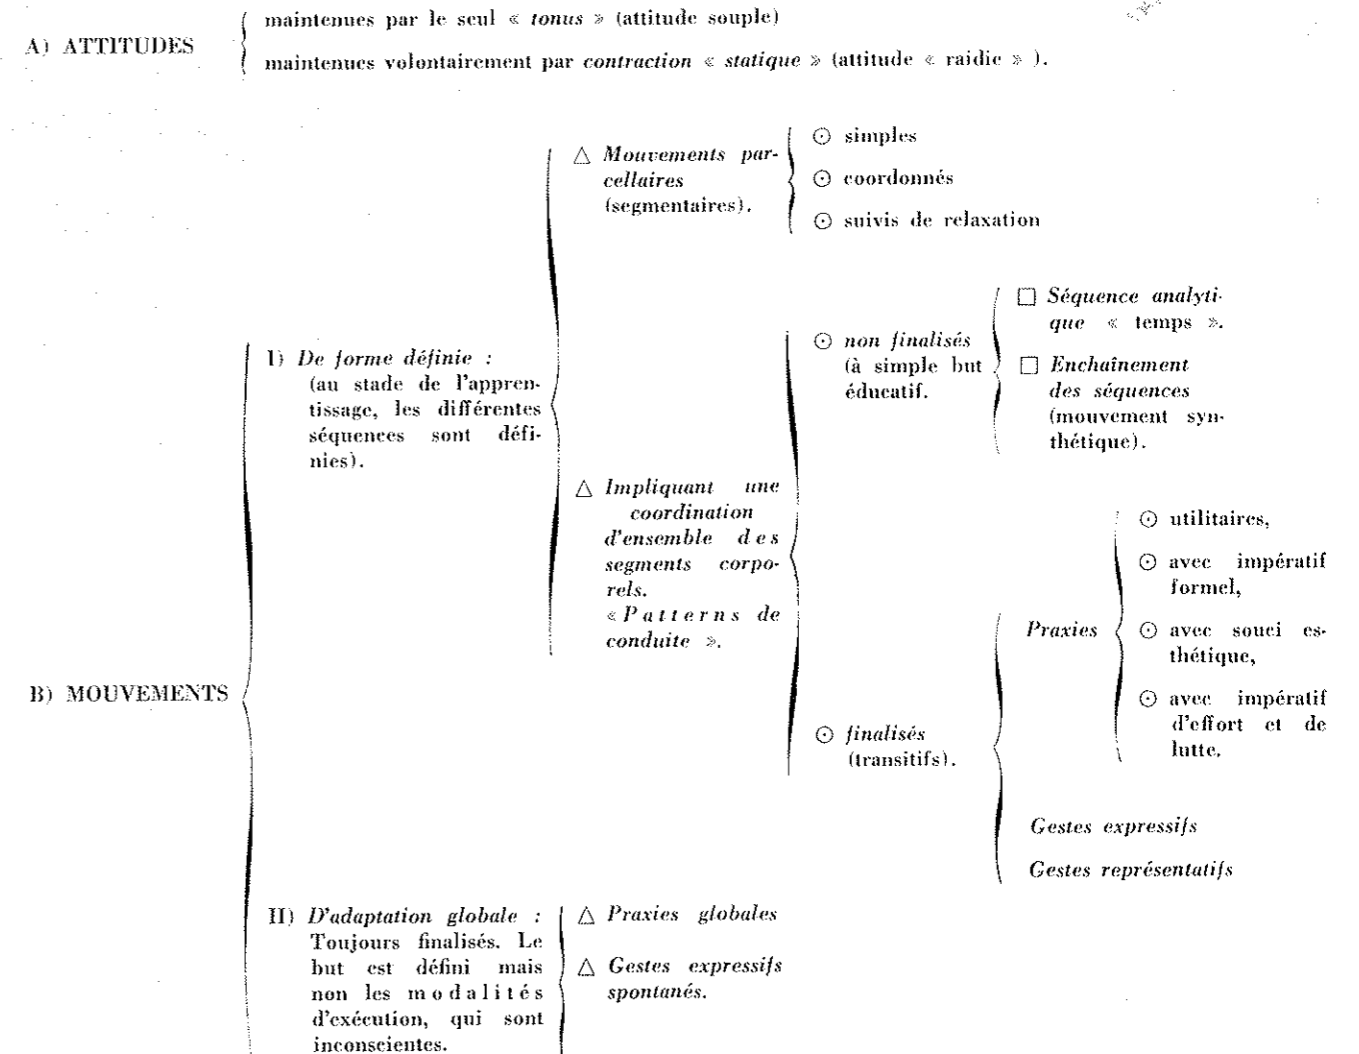 A) ATTITUDES
maintenues par le seul « tonus » (attitude souple)
maintenues volontairement par contraction « statique » (attitude « raidie » ).
B) MOUVEMENTS
I) De forme définie :
(au stade de l'appren-
tissage, les différentes
séquences sont défi-
nies).
△ Mouvements par-
cellaires
(segmentaires).
⊙ simples
⊙ coordonnés
⊙ suivis de relaxation
△ Impliquant une
coordination
d'ensemble des
segments corpo-
rels.
« Patterns de
conduite ».
⊙ non finalisés
(à simple but
éducatif.
□ Séquence analyti-
que « temps ».
□ Enchaînement
des séquences
(mouvement syn-
thétique).
⊙ finalisés
(transitifs).
Praxies
⊙ utilitaires,
⊙ avec impératif
formel,
⊙ avec souci es-
thétique,
⊙ avec impératif
d'effort et de
lutte.
Gestes expressifs
Gestes représentatifs
II) D'adaptation globale :
Toujours finalisés. Le
but est défini mais
non les modalités
d'exécution, qui sont
inconscientes.
△ Praxies globales
△ Gestes expressifs
spontanés.